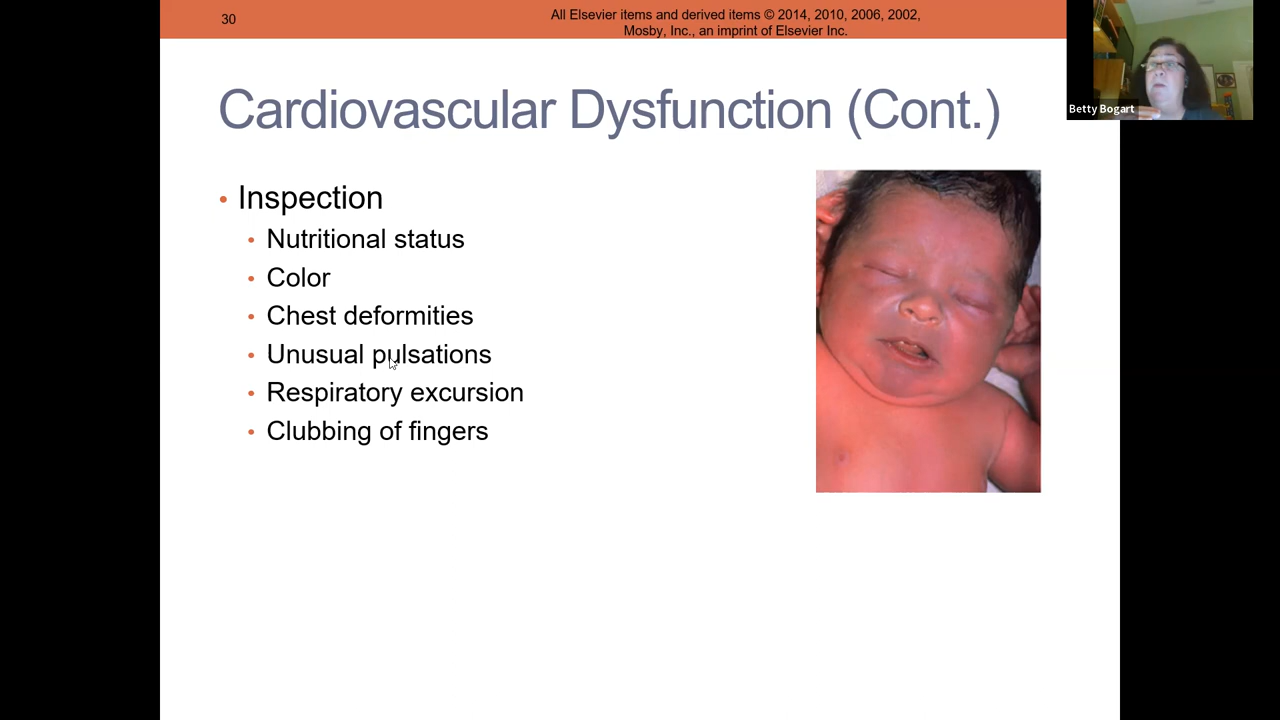 30
All Elsevier items and derived items © 2014, 2010, 2006, 2002,
Mosby, Inc., an imprint of Elsevier Inc.
Betty Bogart
Cardiovascular Dysfunction (Cont.)
• Inspection
• Nutritional status
• Color
• Chest deformities
• Unusual pulsations
• Respiratory excursion
• Clubbing of fingers